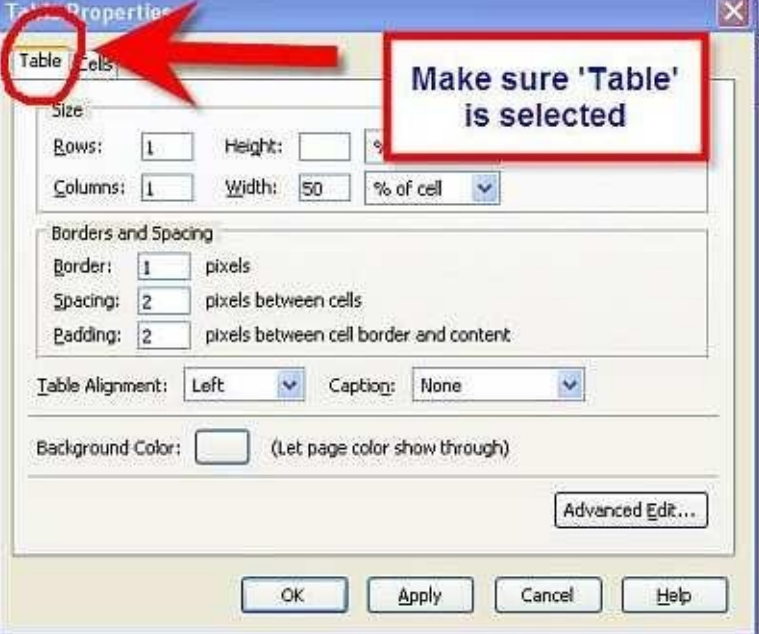 Table Properties
Table Cells
Make sure 'Table'
is selected
Size
Rows: 1 Height: %
Columns: 1 Width: 50 % of cell
Borders and Spacing
Border: 1 pixels
Spacing: 2 pixels between cells
Padding: 2 pixels between cell border and content
Table Alignment: Left Caption: None
Background Color: (Let page color show through)
Advanced Edit...
OK Apply Cancel Help